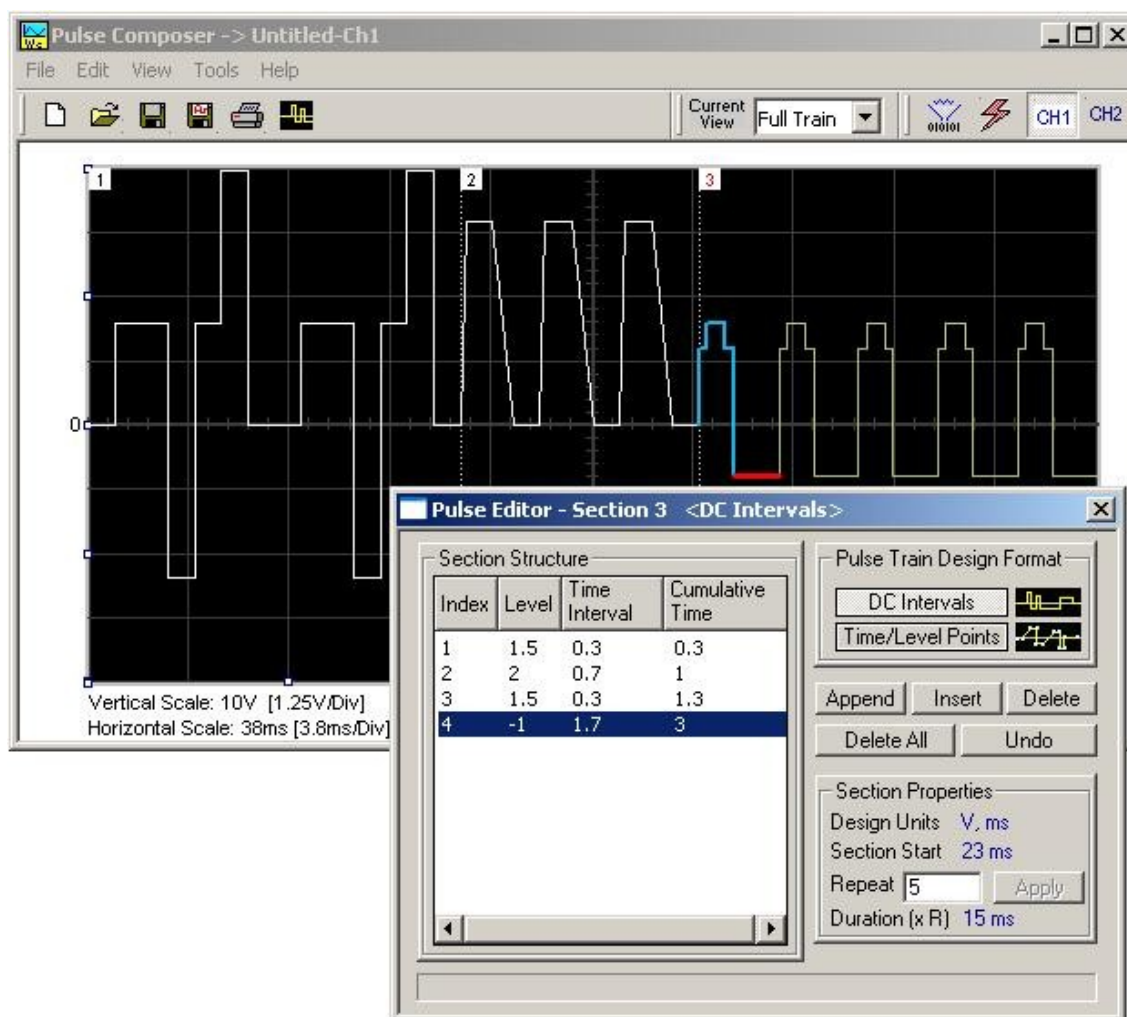 Pulse Composer -> Untitled-Ch1
File Edit View Tools Help
Current View Full Train CH1 CH2
1 2 3
0
Vertical Scale: 10V [1.25V/Div]
Horizontal Scale: 38ms [3.8ms/Div]
Pulse Editor - Section 3 <DC Intervals>
Section Structure
Index Level Time Interval Cumulative Time
1 1.5 0.3 0.3
2 2 0.7 1
3 1.5 0.3 1.3
4 -1 1.7 3
Pulse Train Design Format
DC Intervals
Time/Level Points
Append Insert Delete
Delete All Undo
Section Properties
Design Units V, ms
Section Start 23 ms
Repeat 5 Apply
Duration (x R) 15 ms